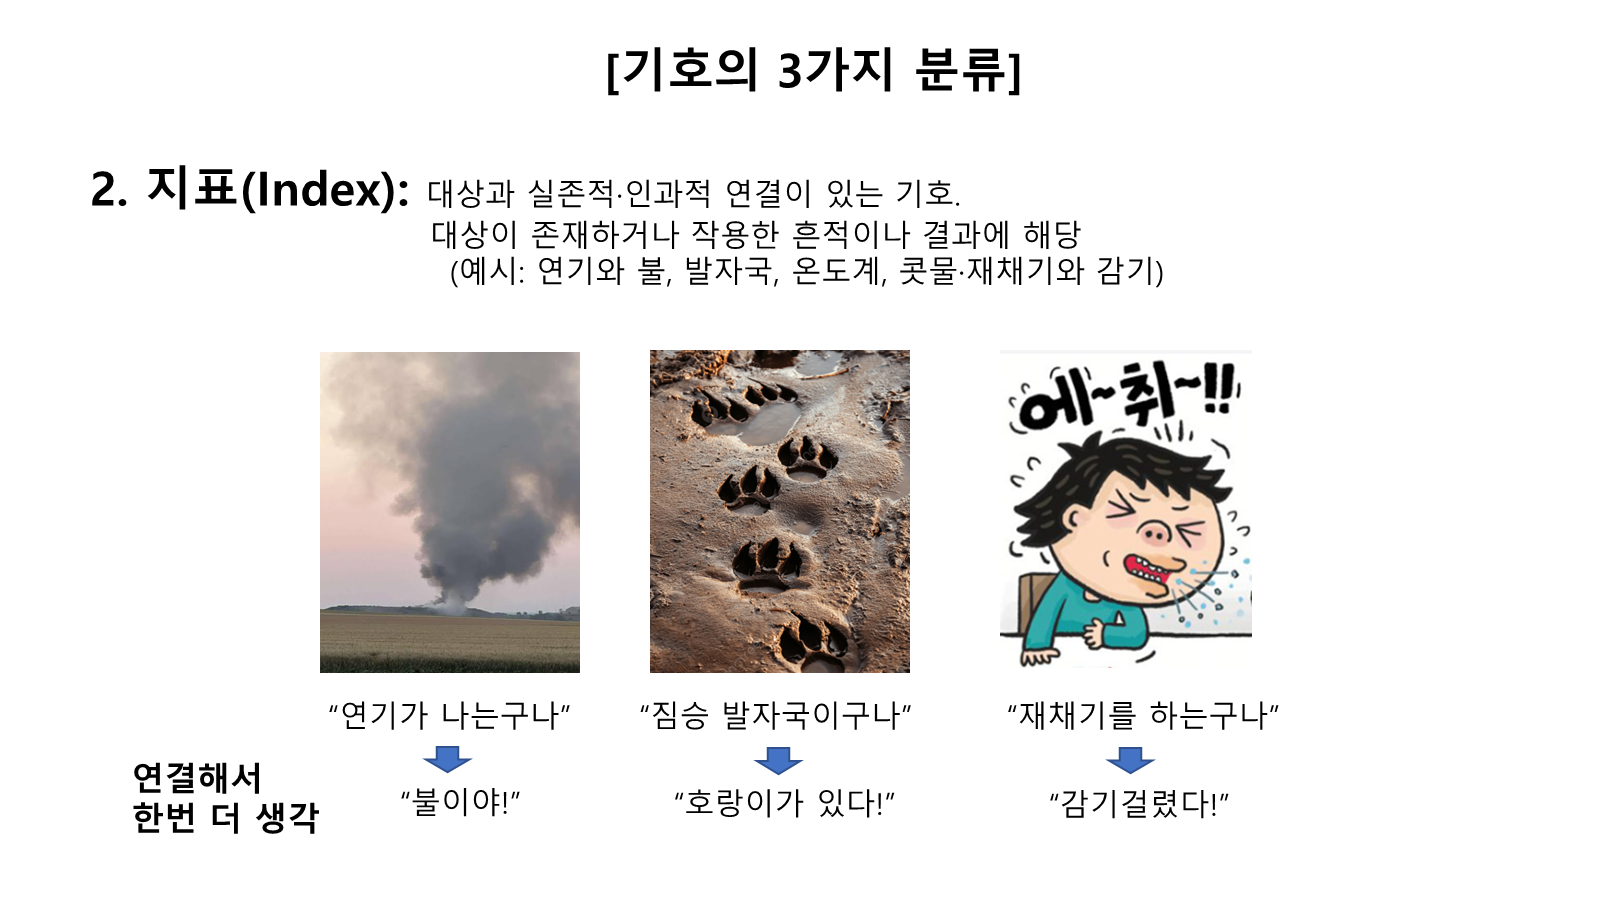 [기호의 3가지 분류]
2. 지표(Index): 대상과 실존적·인과적 연결이 있는 기호.
대상이 존재하거나 작용한 흔적이나 결과에 해당
(예시: 연기와 불, 발자국, 온도계, 콧물·재채기와 감기)
에~취~!!
“연기가 나는구나” “짐승 발자국이구나” “재채기를 하는구나”
연결해서
한번 더 생각
“불이야!” “호랑이가 있다!” “감기걸렸다!”